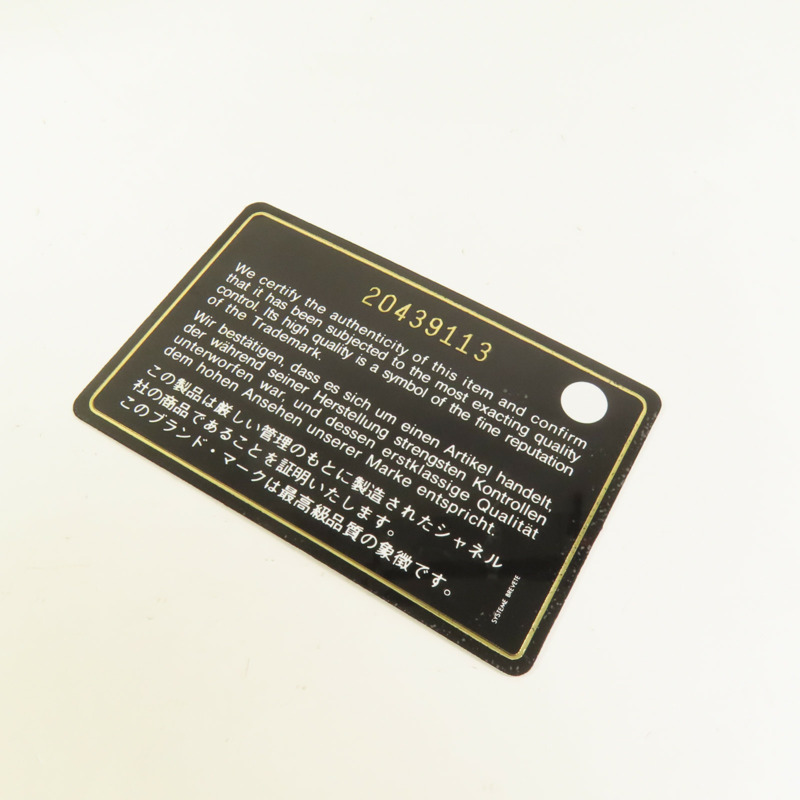 20439113
We certify the authenticity of this item and confirm
that it has been subjected to the most exacting quality
control. Its high quality is a symbol of the fine reputation
of the Trademark.
Wir bestätigen, dass es sich um einen Artikel handelt,
der während seiner Herstellung strengsten Kontrollen
unterworfen war, und dessen erstklassige Qualität
dem hohen Ansehen unserer Marke entspricht.
この製品は厳しい管理のもとに製造されたシャネル
社の商品であることを証明いたします。
このブランド・マークは最高級品質の象徴です。
SYSTEME BREVETE